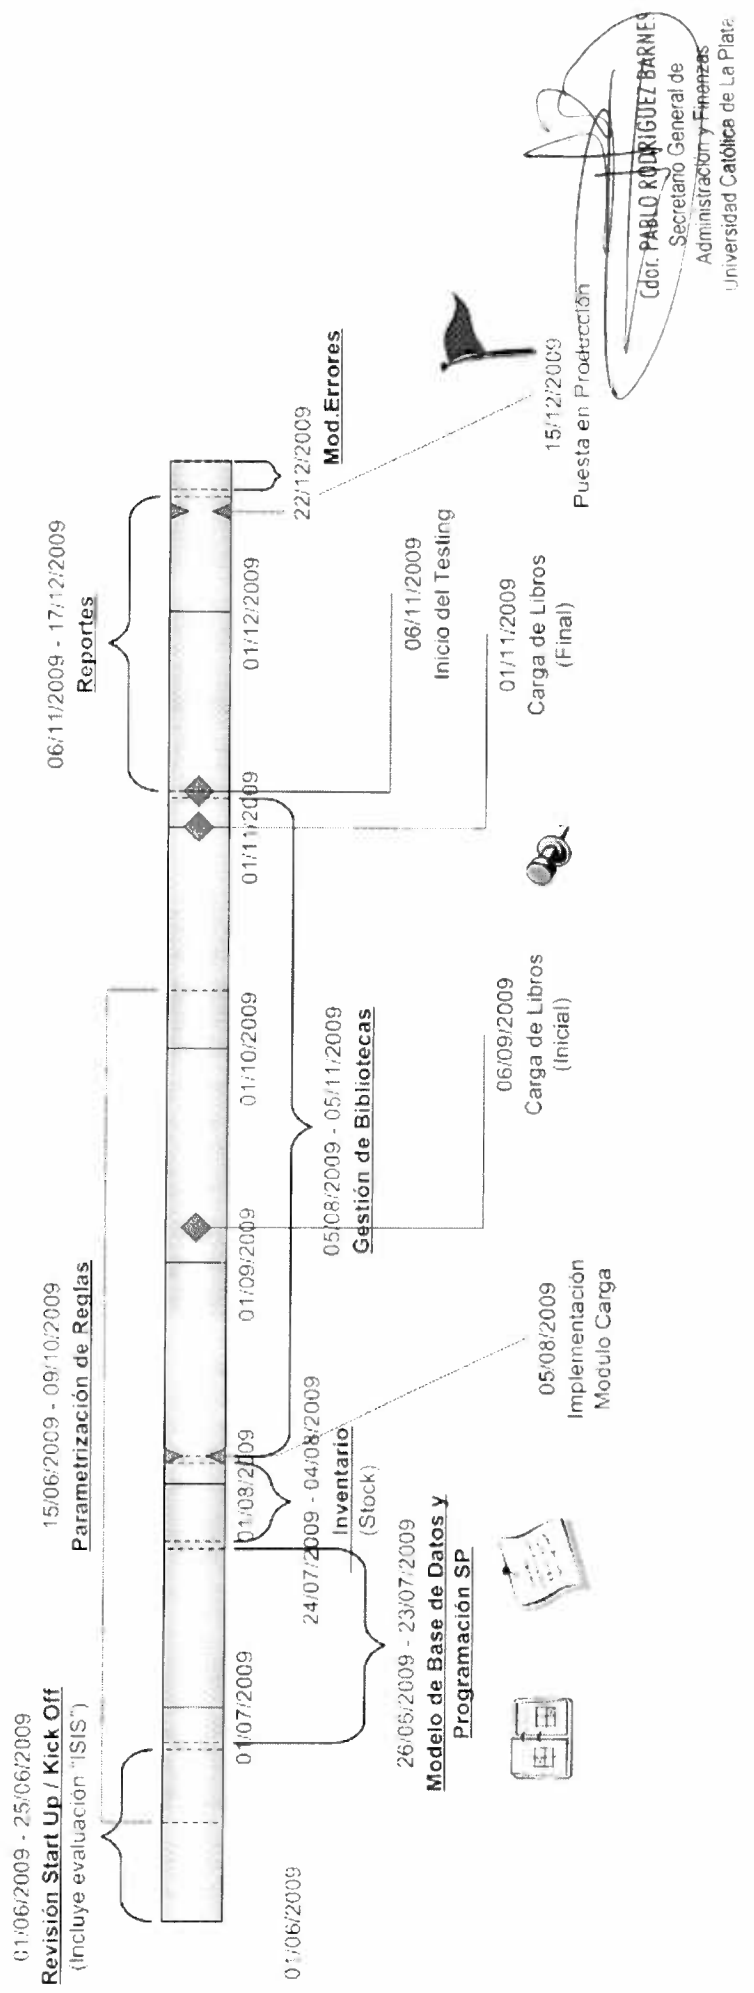 01/06/2009 - 25/06/2009
Revisión Start Up / Kick Off
(Incluye evaluación "ISIS")
15/06/2009 - 09/10/2009
Parametrización de Reglas
06/11/2009 - 17/12/2009
Reportes
01/06/2009
01/07/2009
01/08/2009
01/09/2009
01/10/2009
01/11/2009
01/12/2009
22/12/2009
Mod.Errores
24/07/2009 - 04/08/2009
Inventario
(Stock)
05/08/2009 - 05/11/2009
Gestión de Bibliotecas
26/06/2009 - 23/07/2009
Modelo de Base de Datos y
Programación SP
05/08/2009
Implementación
Modulo Carga
06/09/2009
Carga de Libros
(Inicial)
01/11/2009
Carga de Libros
(Final)
06/11/2009
Inicio del Testing
15/12/2009
Puesta en Producción
Cdor. PABLO RODRIGUEZ BARNES
Secretario General de
Administración y Finanzas
Universidad Católica de La Plata